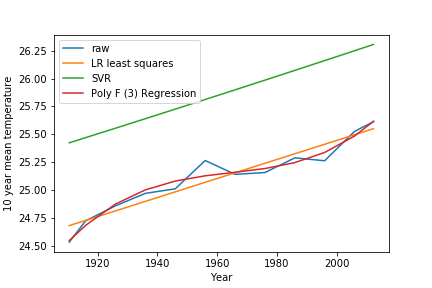 raw
LR least squares
SVR
Poly F (3) Regression
10 year mean temperature
26.25
26.00
25.75
25.50
25.25
25.00
24.75
24.50
1920
1940
1960
1980
2000
Year